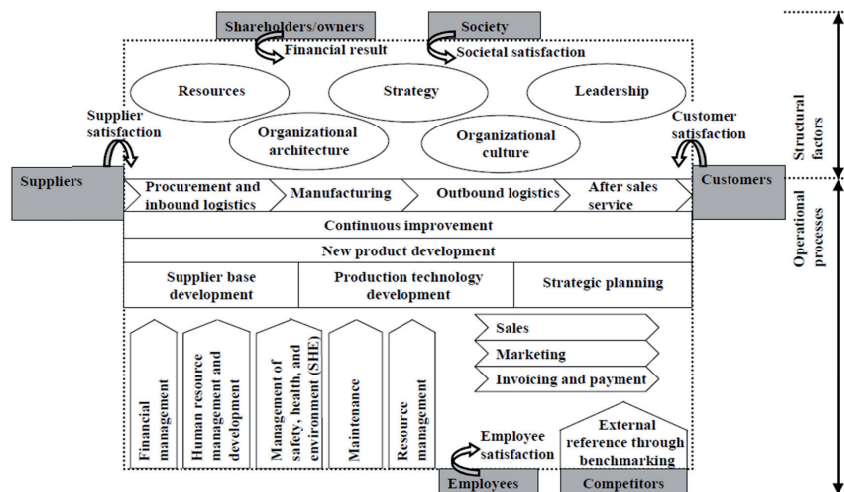 Shareholders/owners
Society
Financial result
Societal satisfaction
Resources
Strategy
Leadership
Supplier
satisfaction
Organizational
architecture
Organizational
culture
Customer
satisfaction
Structural
factors
Suppliers
Procurement and
inbound logistics
Manufacturing
Outbound logistics
After sales
service
Customers
Continuous improvement
New product development
Supplier base
development
Production technology
development
Strategic planning
Operational
processes
Sales
Marketing
Invoicing and payment
Financial
management
Human resource
management and
development
Management of
safety, health, and
environment (SHE)
Maintenance
Resource
management
Employee
satisfaction
External
reference through
benchmarking
Employees
Competitors